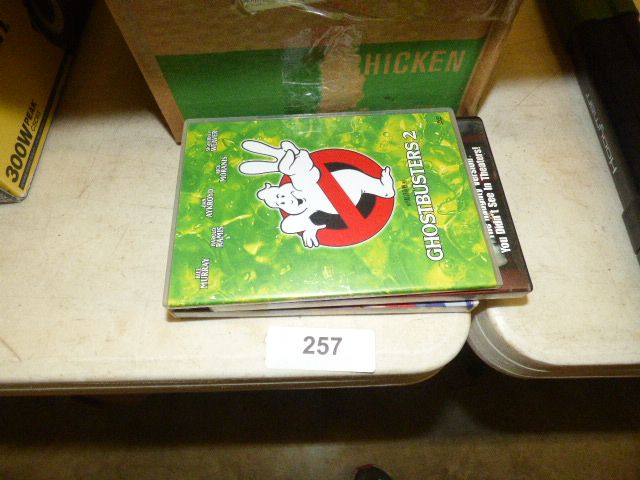 300W PEAK
CHICKEN
SIGOURNEY WEAVER
RICK MORANIS
DAN AYKROYD
HAROLD RAMIS
BILL MURRAY
GHOSTBUSTERS 2
You Didn't See In Theaters!
257